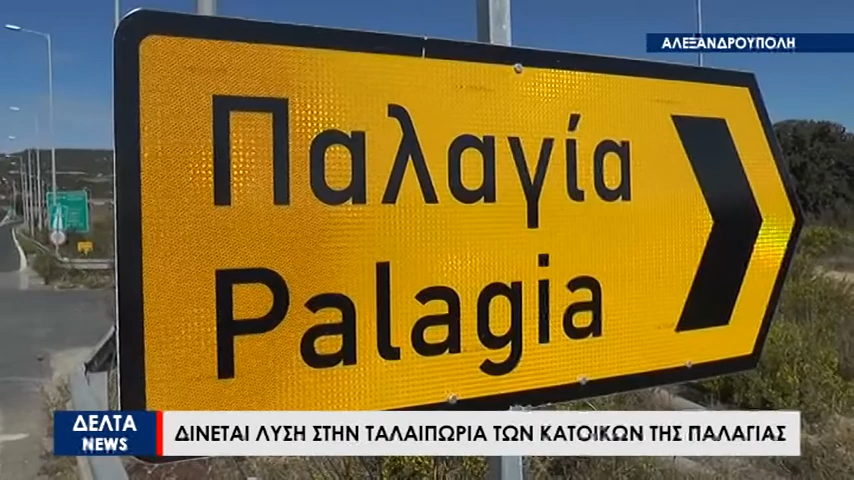 ΑΛΕΞΑΝΔΡΟΥΠΟΛΗ
Παλαγία
Palagia
ΔΕΛΤΑ
NEWS
ΔΙΝΕΤΑΙ ΛΥΣΗ ΣΤΗΝ ΤΑΛΑΙΠΩΡΙΑ ΤΩΝ ΚΑΤΟΙΚΩΝ ΤΗΣ ΠΑΛΑΓΙΑΣ